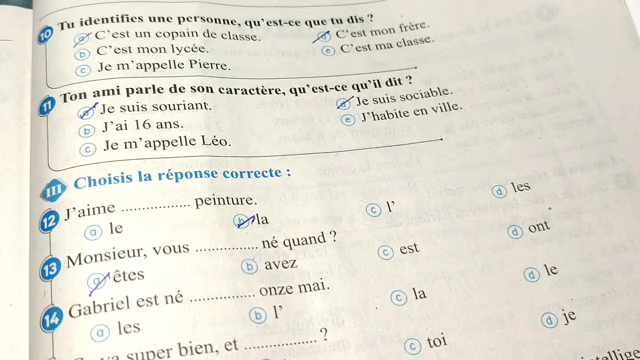 10 Tu identifies une personne, qu'est-ce que tu dis ?
a C'est un copain de classe. d C'est mon frère.
b C'est mon lycée. e C'est ma classe.
c Je m'appelle Pierre.
11 Ton ami parle de son caractère, qu'est-ce qu'il dit ?
a Je suis souriant. d Je suis sociable.
b J'ai 16 ans. e J'habite en ville.
c Je m'appelle Léo.
III Choisis la réponse correcte :
12 J'aime ................. peinture.
a le b la c l' d les
13 Monsieur, vous ................ né quand ?
a êtes b avez c est d ont
14 Gabriel est né ................. onze mai.
a les b l' c la d le
super bien, et .................. ?
c toi d je